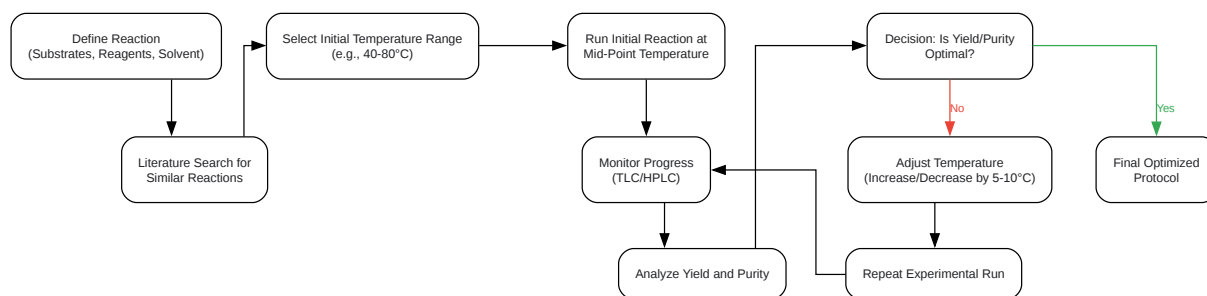 Define Reaction
(Substrates, Reagents, Solvent)
Literature Search for
Similar Reactions
Select Initial Temperature Range
(e.g., 40-80°C)
Run Initial Reaction at
Mid-Point Temperature
Monitor Progress
(TLC/HPLC)
Analyze Yield and Purity
Decision: Is Yield/Purity
Optimal?
No
Yes
Adjust Temperature
(Increase/Decrease by 5-10°C)
Repeat Experimental Run
Final Optimized
Protocol